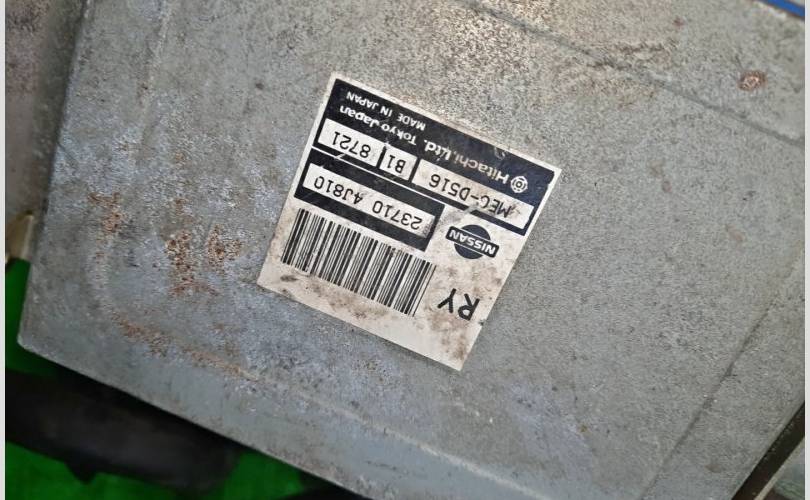 RY
NISSAN
23710 4J810
MEC-D516 B1 8721
Hitachi, Ltd. Tokyo Japan
MADE IN JAPAN